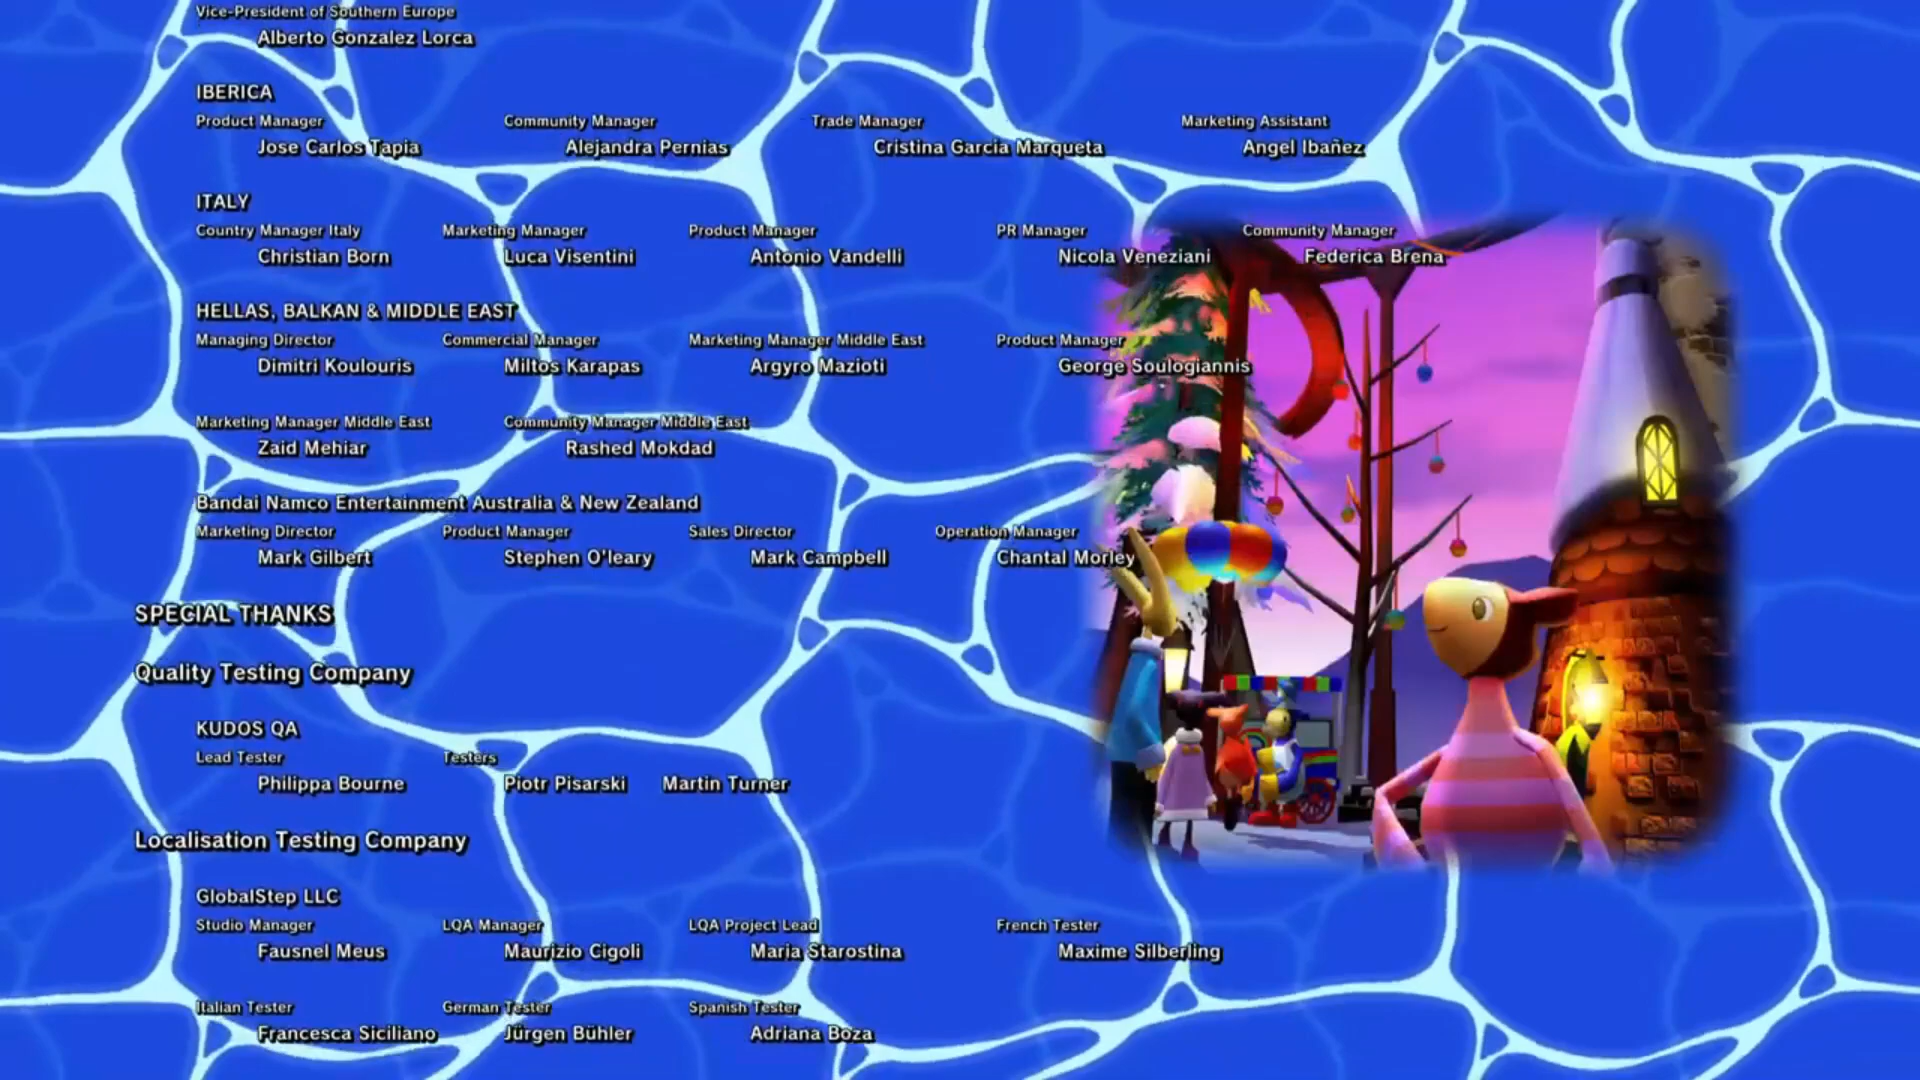 Vice-President of Southern Europe
Alberto Gonzalez Lorca
IBERICA
Product Manager Community Manager Trade Manager Marketing Assistant
Jose Carlos Tapia Alejandra Pernias Cristina Garcia Marqueta Angel Ibañez
ITALY
Country Manager Italy Marketing Manager Product Manager PR Manager Community Manager
Christian Born Luca Visentini Antonio Vandelli Nicola Veneziani Federica Brena
HELLAS, BALKAN & MIDDLE EAST
Managing Director Commercial Manager Marketing Manager Middle East Product Manager
Dimitri Koulouris Miltos Karapas Argyro Mazioti George Soulogiannis
Marketing Manager Middle East Community Manager Middle East
Zaid Mehiar Rashed Mokdad
Bandai Namco Entertainment Australia & New Zealand
Marketing Director Product Manager Sales Director Operation Manager
Mark Gilbert Stephen O'leary Mark Campbell Chantal Morley
SPECIAL THANKS
Quality Testing Company
KUDOS QA
Lead Tester Testers
Philippa Bourne Piotr Pisarski Martin Turner
Localisation Testing Company
GlobalStep LLC
Studio Manager LQA Manager LQA Project Lead French Tester
Fausnel Meus Maurizio Cigoli Maria Starostina Maxime Silberling
Italian Tester German Tester Spanish Tester
Francesca Siciliano Jürgen Bühler Adriana Boza